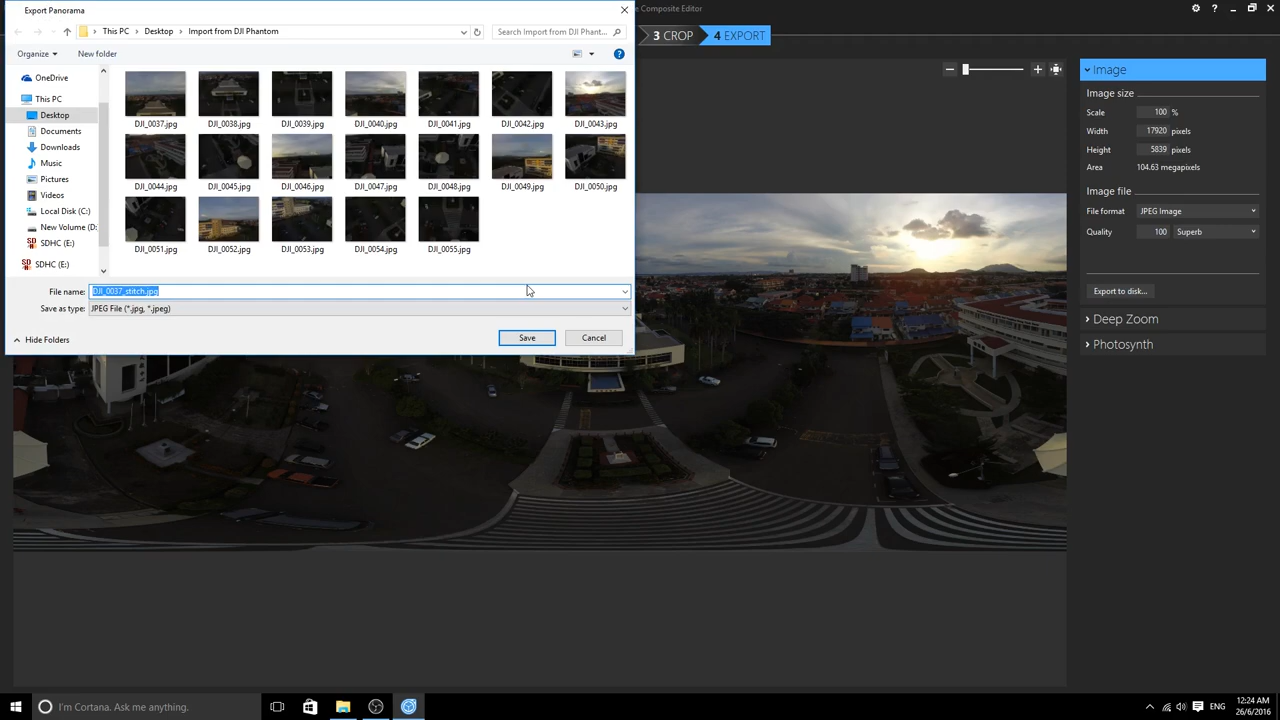 Export Panorama
e Composite Editor
This PC
Desktop
Import from DJI Phantom
Search Import from DJI Phant...
3 CROP
4 EXPORT
Organize
New folder
OneDrive
This PC
Desktop
Documents
Downloads
Music
Pictures
Videos
Local Disk (C:)
New Volume (D:
SDHC (E:)
SDHC (E:)
DJI_0037.jpg
DJI_0038.jpg
DJI_0039.jpg
DJI_0040.jpg
DJI_0041.jpg
DJI_0042.jpg
DJI_0043.jpg
DJI_0044.jpg
DJI_0045.jpg
DJI_0046.jpg
DJI_0047.jpg
DJI_0048.jpg
DJI_0049.jpg
DJI_0050.jpg
DJI_0051.jpg
DJI_0052.jpg
DJI_0053.jpg
DJI_0054.jpg
DJI_0055.jpg
File name: DJI_0037_stitch.jpg
Save as type: JPEG File (*.jpg, *.jpeg)
Hide Folders
Save
Cancel
Image
Image size
Scale 100 %
Width 17920 pixels
Height 5839 pixels
Area 104.63 megapixels
Image file
File format JPEG Image
Quality 100 Superb
Export to disk...
Deep Zoom
Photosynth
I'm Cortana. Ask me anything.
ENG
12:24 AM
26/6/2016